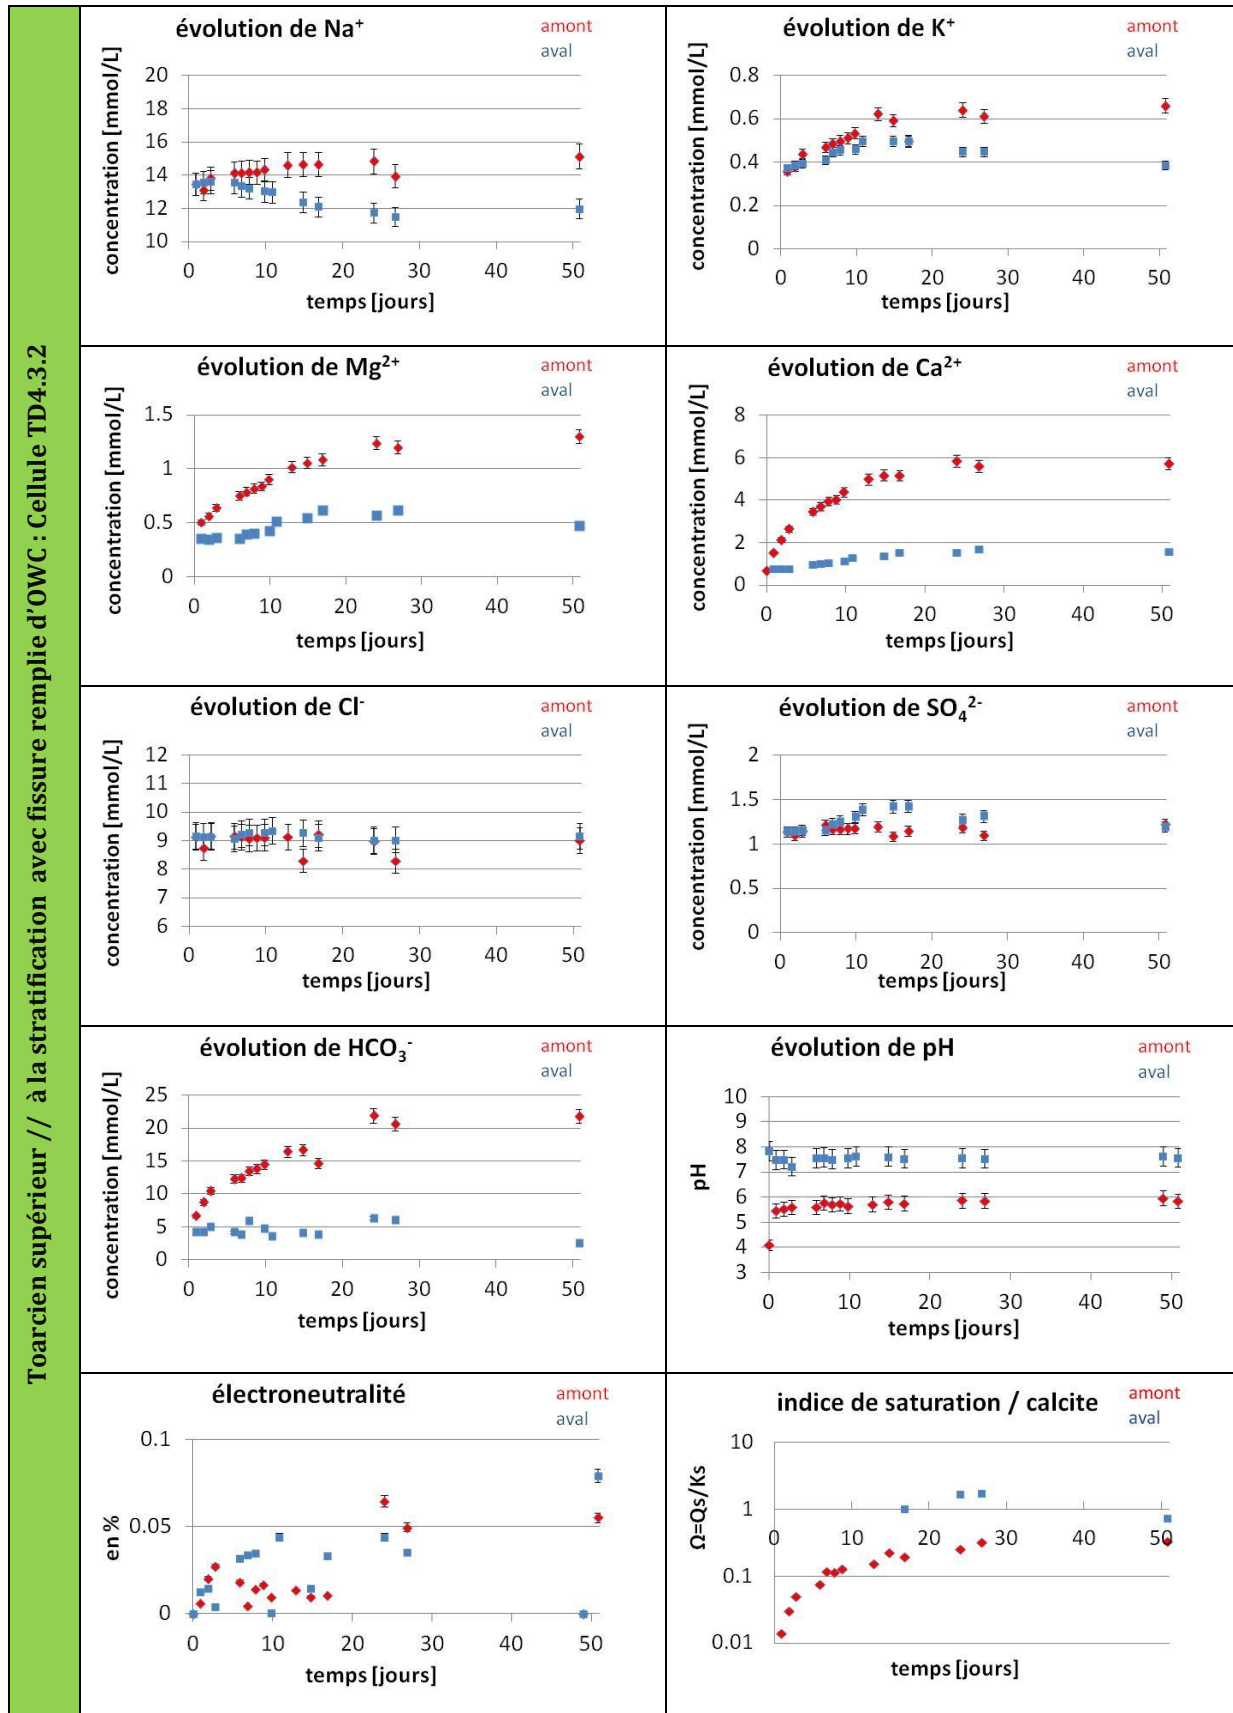 Toarcien supérieur // à la stratification avec fissure remplie d'OWC : Cellule TD4.3.2
évolution de Na⁺
amont
aval
concentration [mmol/L]
20
18
16
14
12
10
0 10 20 30 40 50
temps [jours]
évolution de K⁺
amont
aval
concentration [mmol/L]
0.8
0.6
0.4
0.2
0
0 10 20 30 40 50
temps [jours]
évolution de Mg²⁺
amont
aval
concentration [mmol/L]
1.5
1
0.5
0
0 10 20 30 40 50
temps [jours]
évolution de Ca²⁺
amont
aval
concentration [mmol/L]
8
6
4
2
0
0 10 20 30 40 50
temps [jours]
évolution de Cl⁻
amont
aval
concentration [mmol/L]
12
11
10
9
8
7
6
0 10 20 30 40 50
temps [jours]
évolution de SO₄²⁻
amont
aval
concentration [mmol/L]
2
1.5
1
0.5
0
0 10 20 30 40 50
temps [jours]
évolution de HCO₃⁻
amont
aval
concentration [mmol/L]
25
20
15
10
5
0
0 10 20 30 40 50
temps [jours]
évolution de pH
amont
aval
pH
10
9
8
7
6
5
4
3
0 10 20 30 40 50
temps [jours]
électroneutralité
amont
aval
en %
0.1
0.05
0
0 10 20 30 40 50
temps [jours]
indice de saturation / calcite
amont
aval
Ω=Qs/Ks
10
1
0.1
0.01
0 10 20 30 40 50
temps [jours]